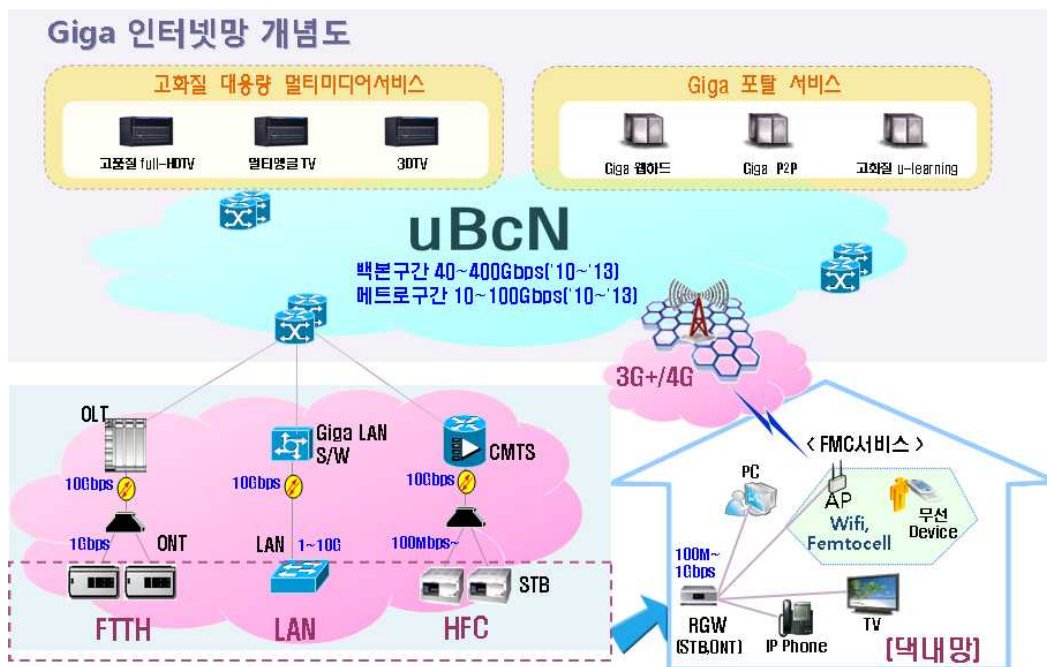 Giga 인터넷망 개념도
고화질 대용량 멀티미디어서비스
고품질 full-HDTV
멀티앵글 TV
3DTV
Giga 포탈 서비스
Giga 웹하드
Giga P2P
고화질 u-learning
uBcN
백본구간 40~400Gbps('10~'13)
메트로구간 10~100Gbps('10~'13)
3G+/4G
OLT
10Gbps
1Gbps
ONT
FTTH
Giga LAN
S/W
10Gbps
LAN
1~10G
LAN
CMTS
10Gbps
100Mbps~
STB
HFC
<FMC서비스>
PC
AP
Wifi,
Femtocell
무선
Device
100M~
1Gbps
RGW
(STB,ONT)
IP Phone
TV
[댁내망]